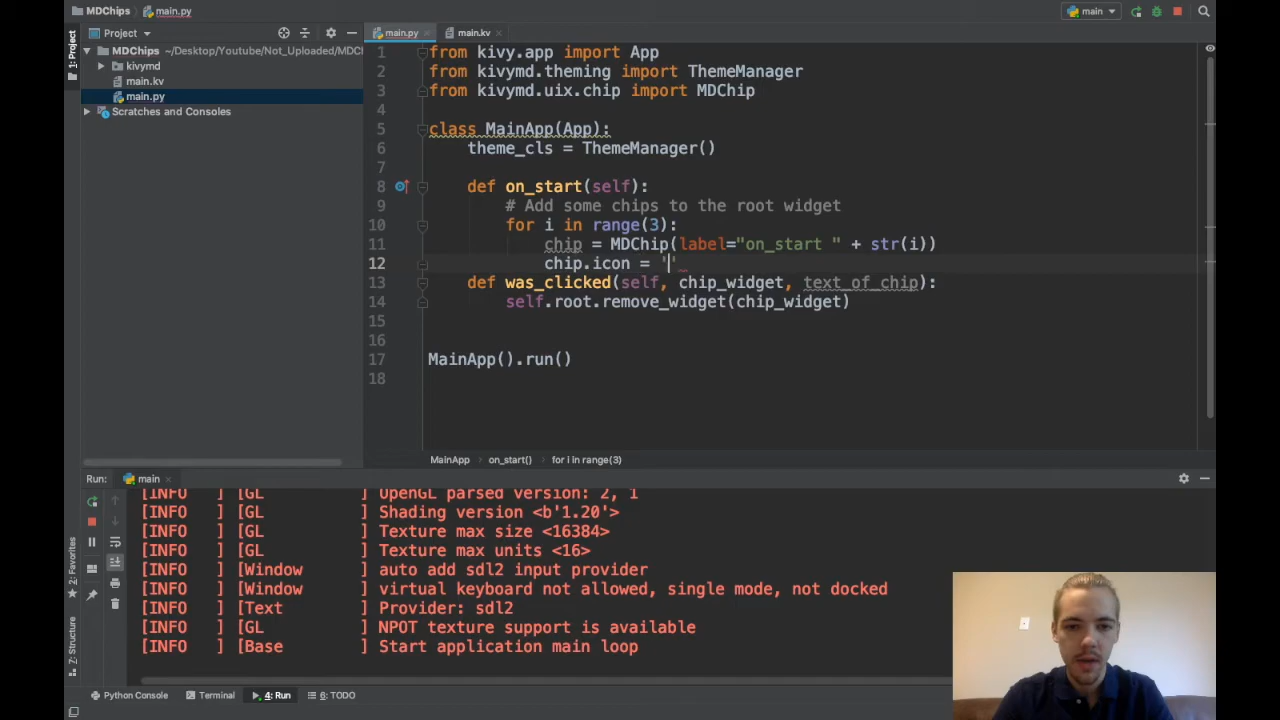 MDChips main.py
main
Project
main.py
main.kv
MDChips ~/Desktop/Youtube/Not_Uploaded/MDC
kivymd
main.kv
main.py
Scratches and Consoles
1: Project
1 from kivy.app import App
2 from kivymd.theming import ThemeManager
3 from kivymd.uix.chip import MDChip
4
5 class MainApp(App):
6 theme_cls = ThemeManager()
7
8 def on_start(self):
9 # Add some chips to the root widget
10 for i in range(3):
11 chip = MDChip(label="on_start " + str(i))
12 chip.icon = ''
13 def was_clicked(self, chip_widget, text_of_chip):
14 self.root.remove_widget(chip_widget)
15
16
17 MainApp().run()
18
MainApp on_start() for i in range(3)
Run: main
[INFO ] [GL ] OpenGL parsed version: 2, 1
[INFO ] [GL ] Shading version <b'1.20'>
[INFO ] [GL ] Texture max size <16384>
[INFO ] [GL ] Texture max units <16>
[INFO ] [Window ] auto add sdl2 input provider
[INFO ] [Window ] virtual keyboard not allowed, single mode, not docked
[INFO ] [Text ] Provider: sdl2
[INFO ] [GL ] NPOT texture support is available
[INFO ] [Base ] Start application main loop
2: Favorites
7: Structure
Python Console Terminal 4: Run 6: TODO